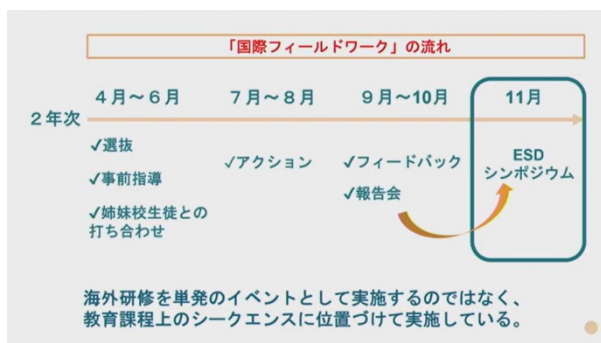 「国際フィールドワーク」の流れ
４月～６月
７月～８月
９月～10月
11月
２年次
✓選抜
✓事前指導
✓姉妹校生徒との
打ち合わせ
✓アクション
✓フィードバック
✓報告会
ESD
シンポジウム
海外研修を単発のイベントとして実施するのではなく、
教育課程上のシークエンスに位置づけて実施している。